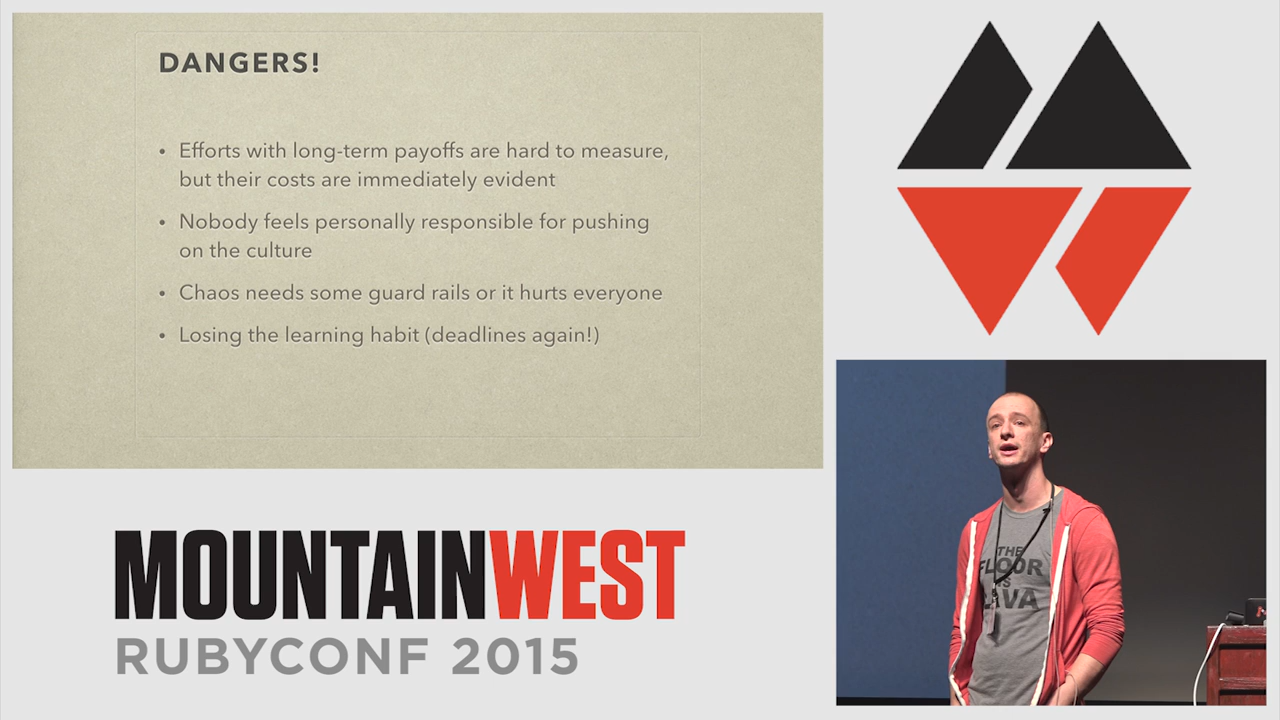 DANGERS!
• Efforts with long-term payoffs are hard to measure,
but their costs are immediately evident
• Nobody feels personally responsible for pushing
on the culture
• Chaos needs some guard rails or it hurts everyone
• Losing the learning habit (deadlines again!)
MOUNTAINWEST
RUBYCONF 2015
THE
FLOOR
IS
LAVA